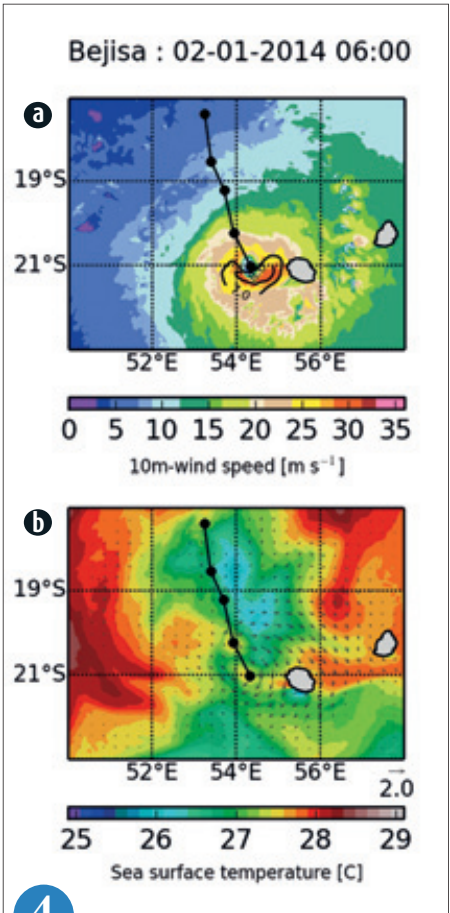 Bejisa : 02-01-2014 06:00
a
19°S
21°S
52°E 54°E 56°E
0 5 10 15 20 25 30 35
10m-wind speed [m s⁻¹]
b
19°S
21°S
52°E 54°E 56°E
2.0
25 26 27 28 29
Sea surface temperature [C]
4